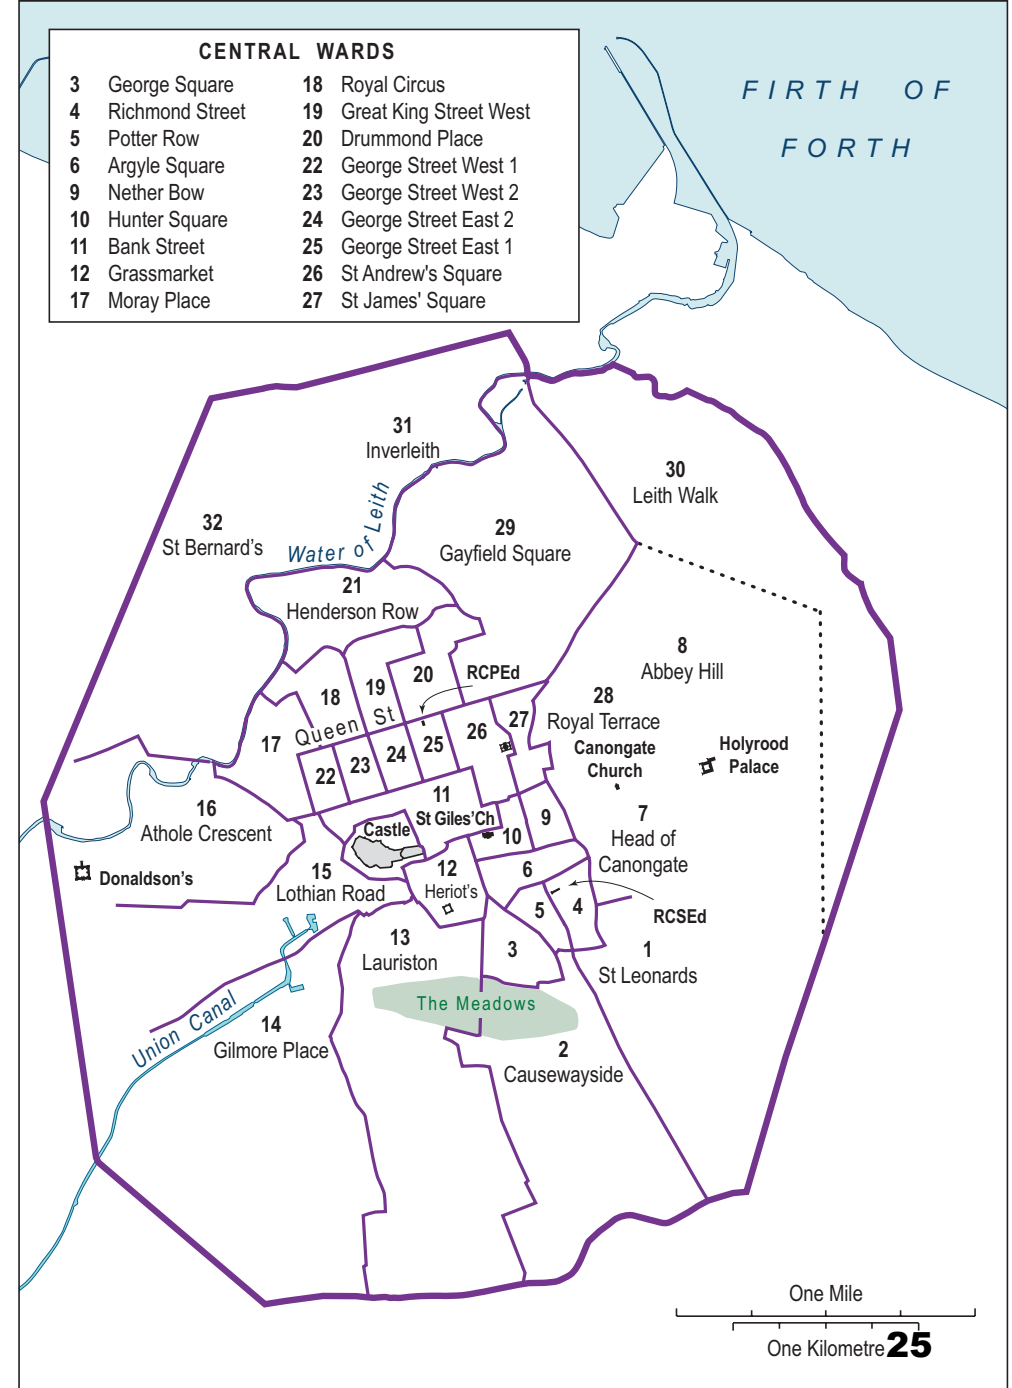 CENTRAL WARDS
3 George Square
4 Richmond Street
5 Potter Row
6 Argyle Square
9 Nether Bow
10 Hunter Square
11 Bank Street
12 Grassmarket
17 Moray Place
18 Royal Circus
19 Great King Street West
20 Drummond Place
22 George Street West 1
23 George Street West 2
24 George Street East 2
25 George Street East 1
26 St Andrew's Square
27 St James' Square
FIRTH OF
FORTH
31
Inverleith
30
Leith Walk
32
St Bernard’s
Water of Leith
29
Gayfield Square
21
Henderson Row
8
Abbey Hill
20
RCPEd
19
18
28
Royal Terrace
Queen St
27
26
17
25
24
23
22
Canongate
Church
Holyrood
Palace
11
16
Athole Crescent
St Giles’Ch
Castle
9
10
7
Head of
Canongate
12
Heriot's
6
15
Lothian Road
Donaldson’s
5
4
RCSEd
13
Lauriston
3
1
St Leonards
The Meadows
Union Canal
14
Gilmore Place
2
Causewayside
One Mile
One Kilometre
25